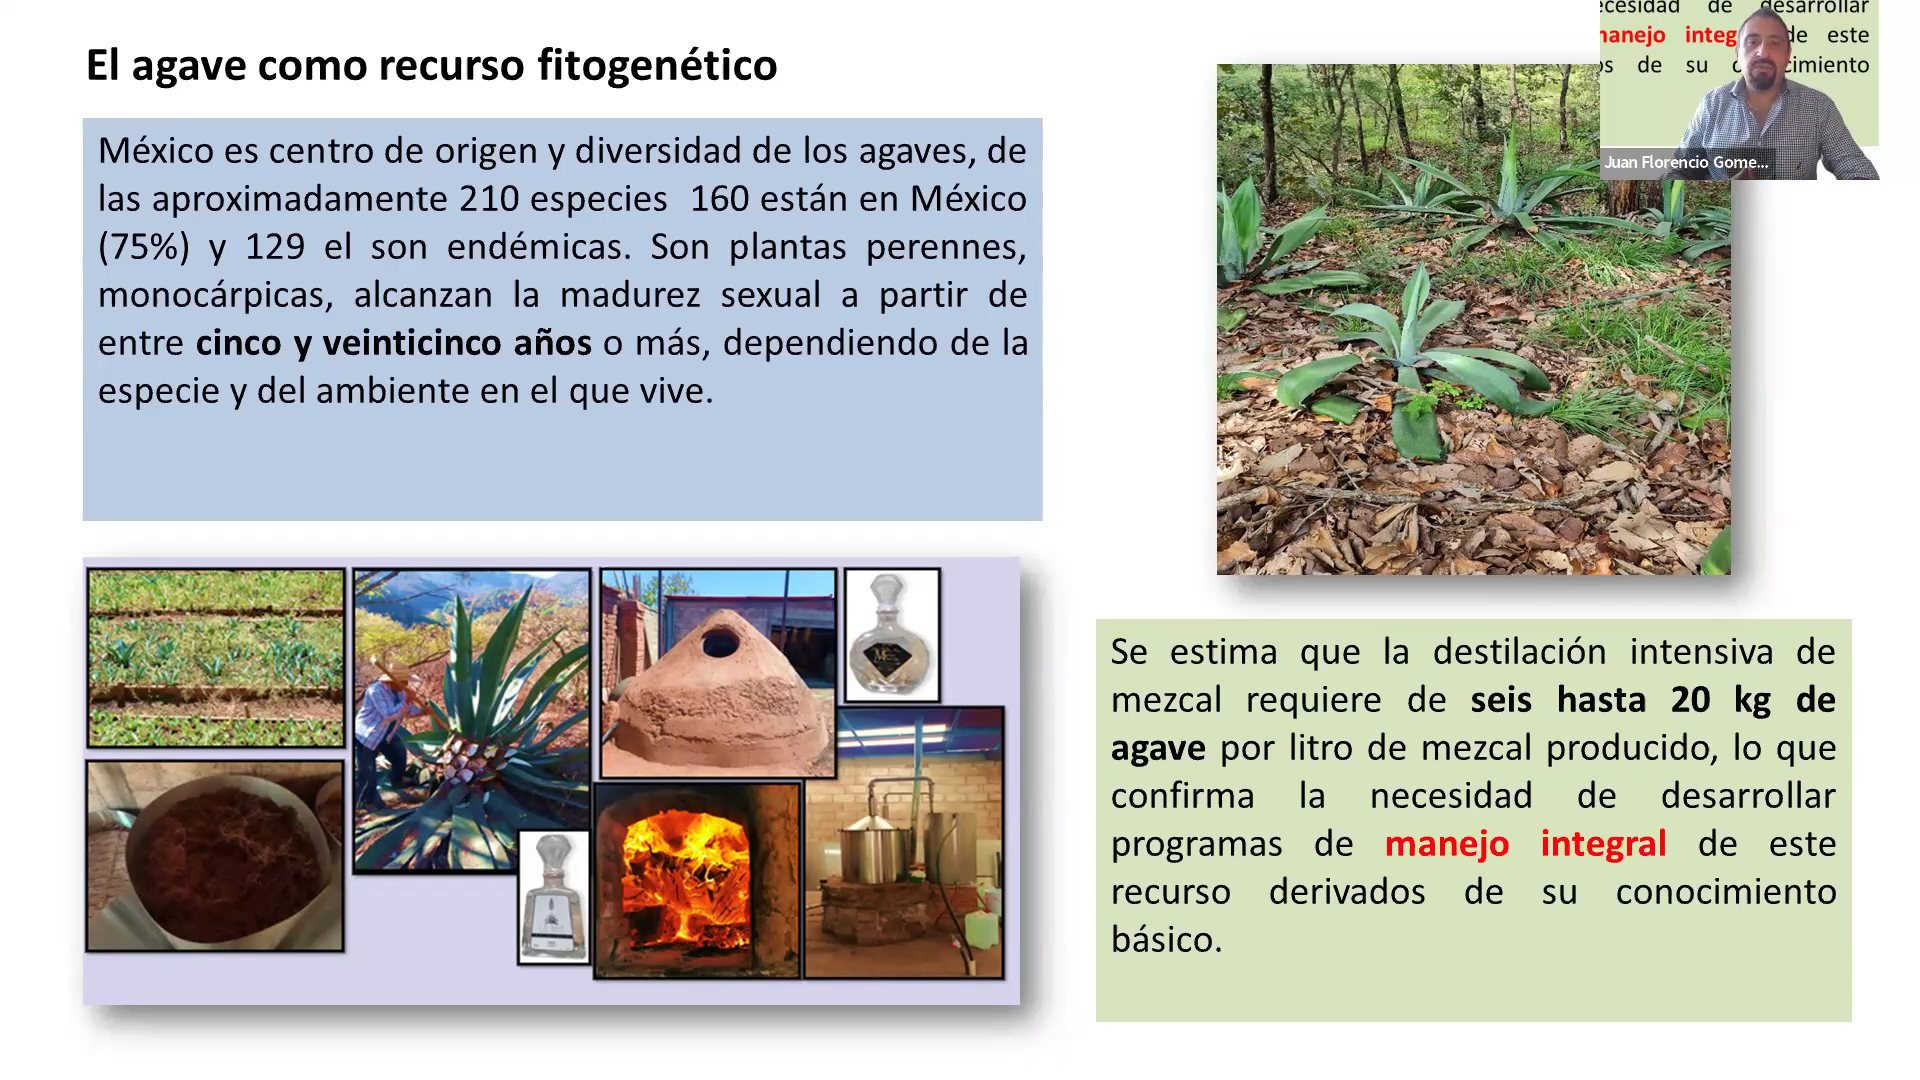 El agave como recurso fitogenético
México es centro de origen y diversidad de los agaves, de
las aproximadamente 210 especies 160 están en México
(75%) y 129 el son endémicas. Son plantas perennes,
monocárpicas, alcanzan la madurez sexual a partir de
entre cinco y veinticinco años o más, dependiendo de la
especie y del ambiente en el que vive.
desarrollar
de este
de su
Juan Florencio Gome...
Se estima que la destilación intensiva de
mezcal requiere de seis hasta 20 kg de
agave por litro de mezcal producido, lo que
confirma la necesidad de desarrollar
programas de manejo integral de este
recurso derivados de su conocimiento
básico.